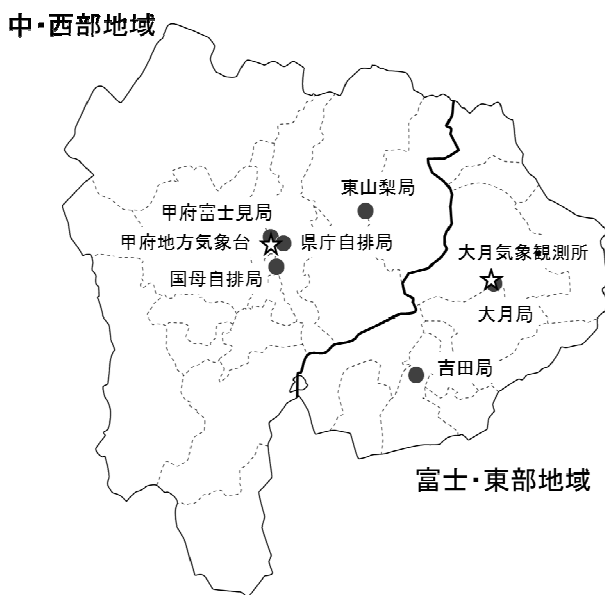 中・西部地域
東山梨局
甲府富士見局
甲府地方気象台
県庁自排局
国母自排局
大月気象観測所
大月局
吉田局
富士・東部地域